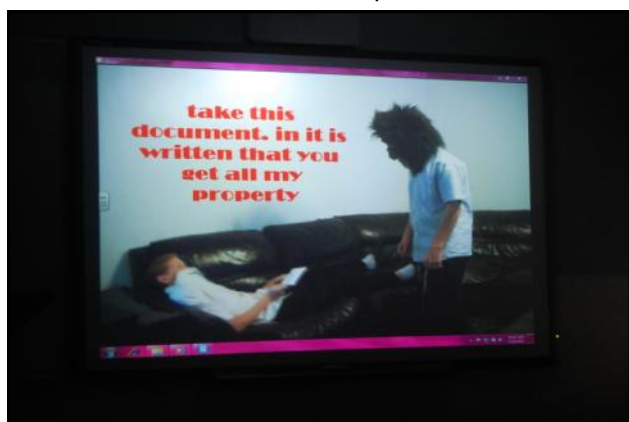 take this
document. in it is
written that you
get all my
property